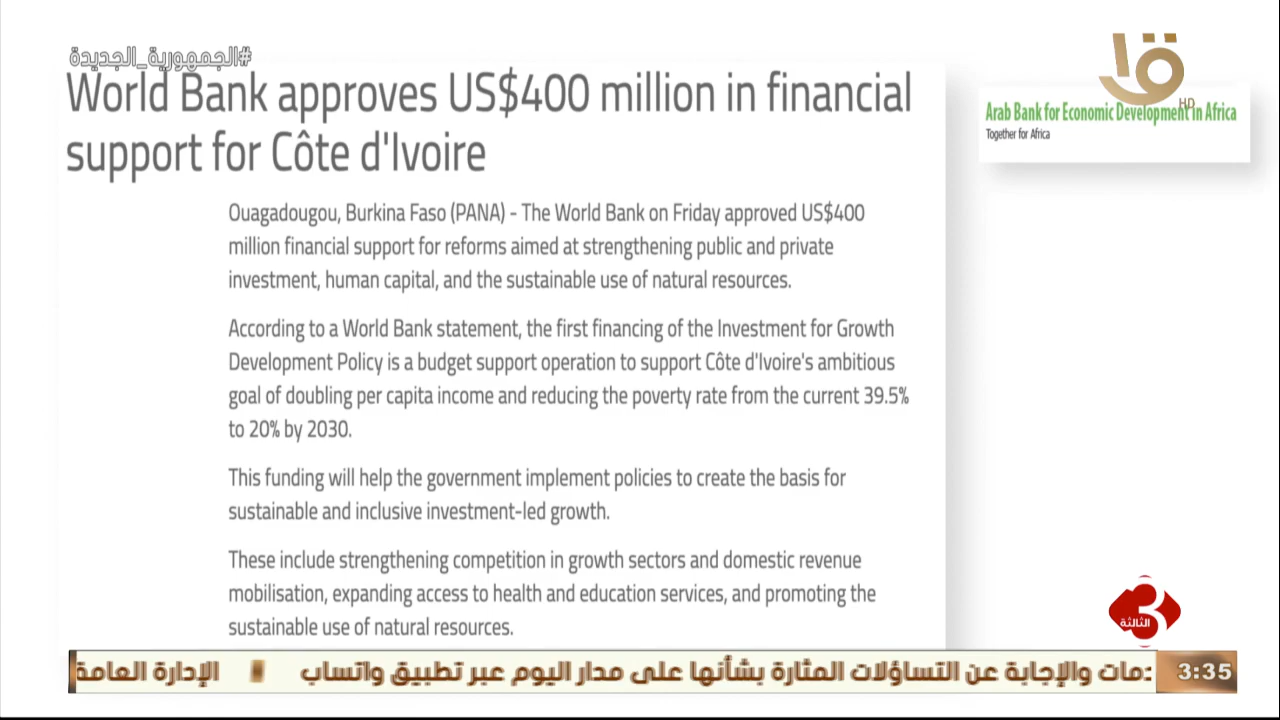 #الجمهورية_الجديدة
World Bank approves US$400 million in financial
support for Côte d'Ivoire
HD
Arab Bank for Economic Development in Africa
Together for Africa
Ouagadougou, Burkina Faso (PANA) - The World Bank on Friday approved US$400
million financial support for reforms aimed at strengthening public and private
investment, human capital, and the sustainable use of natural resources.
According to a World Bank statement, the first financing of the Investment for Growth
Development Policy is a budget support operation to support Côte d'Ivoire's ambitious
goal of doubling per capita income and reducing the poverty rate from the current 39.5%
to 20% by 2030.
This funding will help the government implement policies to create the basis for
sustainable and inclusive investment-led growth.
These include strengthening competition in growth sectors and domestic revenue
mobilisation, expanding access to health and education services, and promoting the
sustainable use of natural resources.
3
الثالثة
3:35
مات والإجابة عن التساؤلات المثارة بشأنها على مدار اليوم عبر تطبيق واتساب الإدارة العامة